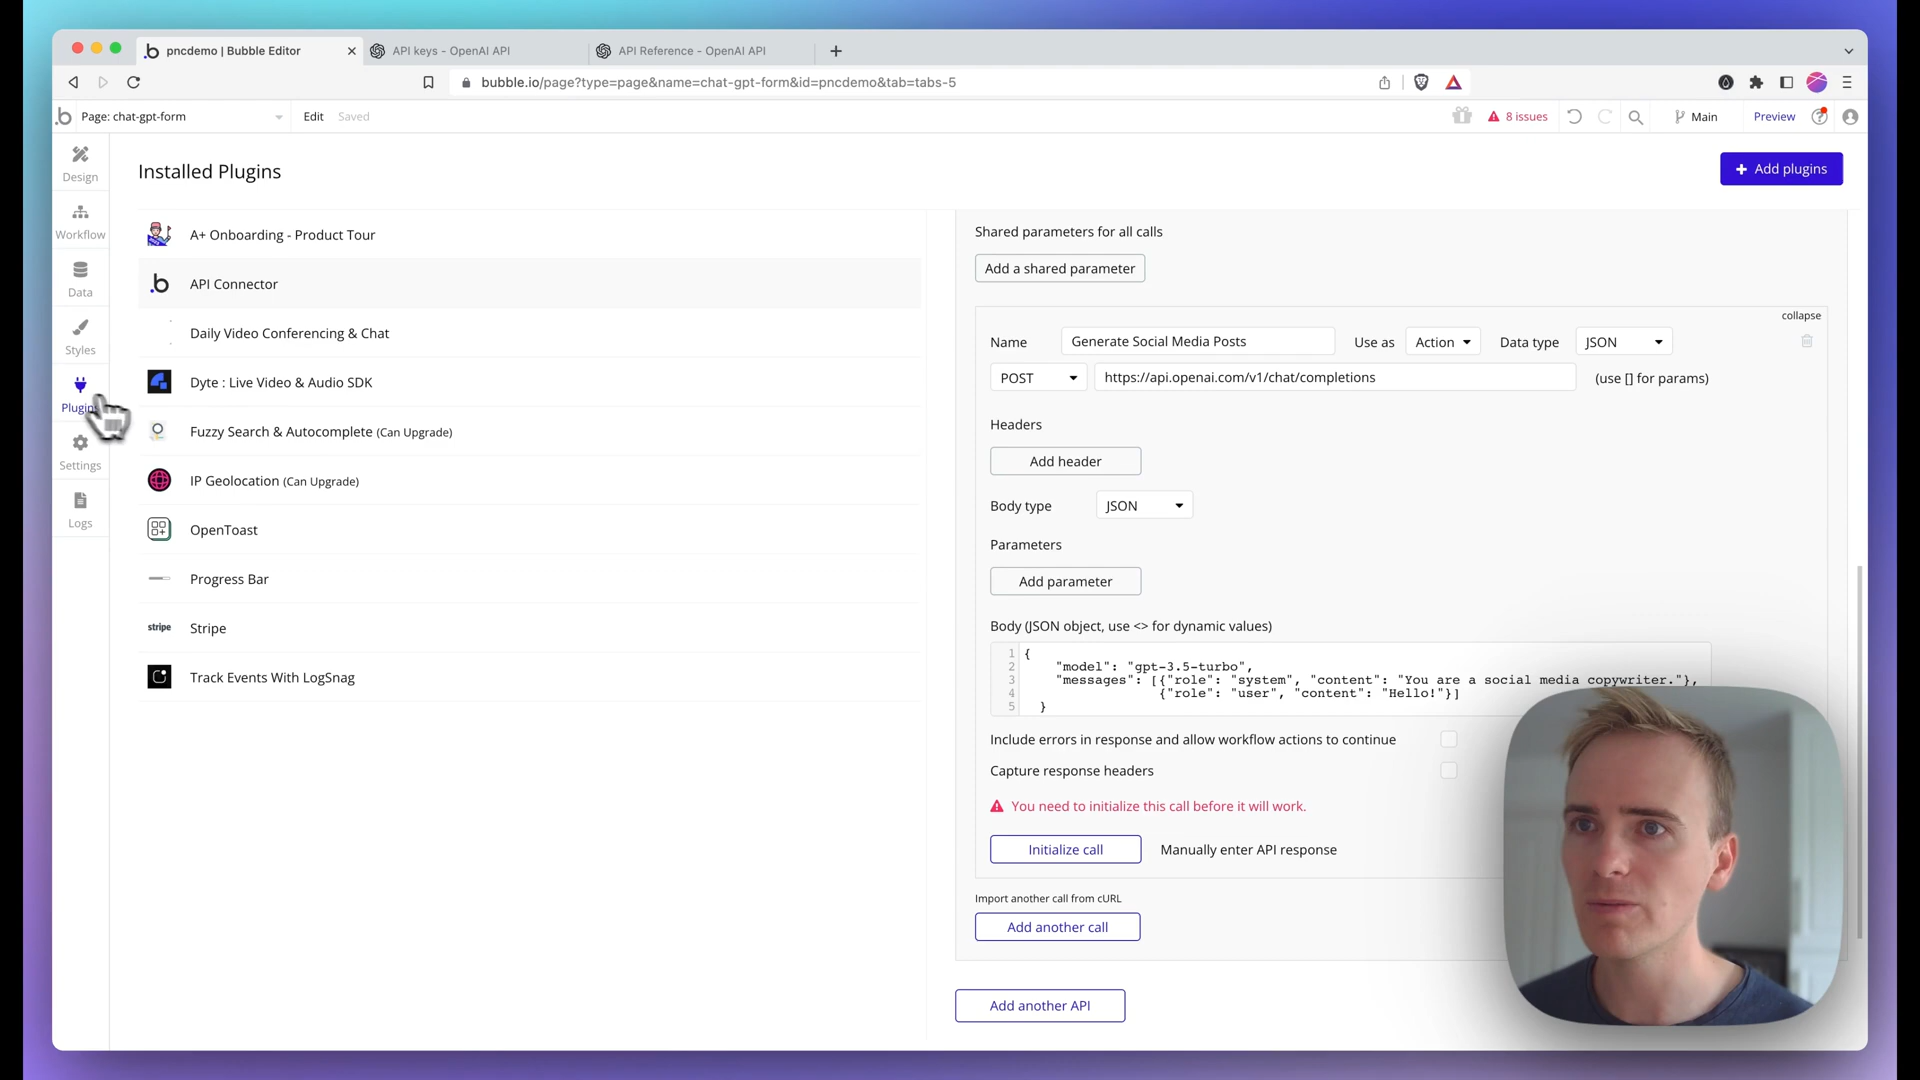 pncdemo | Bubble Editor
API keys - OpenAI API
API Reference - OpenAI API
bubble.io/page?type=page&name=chat-gpt-form&id=pncdemo&tab=tabs-5
Page: chat-gpt-form
Edit
Saved
8 issues
Main
Preview
Design
Workflow
Data
Styles
Plugins
Settings
Logs
Installed Plugins
+ Add plugins
A+ Onboarding - Product Tour
API Connector
Daily Video Conferencing & Chat
Dyte : Live Video & Audio SDK
Fuzzy Search & Autocomplete (Can Upgrade)
IP Geolocation (Can Upgrade)
OpenToast
Progress Bar
stripe
Stripe
Track Events With LogSnag
Shared parameters for all calls
Add a shared parameter
collapse
Name
Generate Social Media Posts
Use as
Action
Data type
JSON
POST
https://api.openai.com/v1/chat/completions
(use [] for params)
Headers
Add header
Body type
JSON
Parameters
Add parameter
Body (JSON object, use <> for dynamic values)
1 {
2 "model": "gpt-3.5-turbo",
3 "messages": [{"role": "system", "content": "You are a social media copywriter."},
4 {"role": "user", "content": "Hello!"}]
5 }
Include errors in response and allow workflow actions to continue
Capture response headers
You need to initialize this call before it will work.
Initialize call
Manually enter API response
Import another call from cURL
Add another call
Add another API